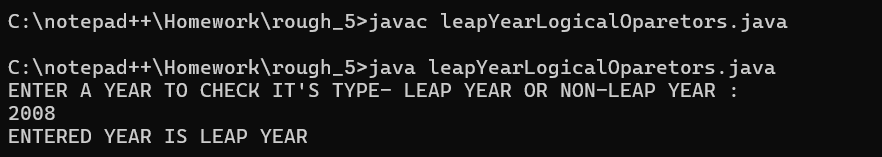 C:\notepad++\Homework\rough_5>javac leapYearLogicalOparetors.java
C:\notepad++\Homework\rough_5>java leapYearLogicalOparetors.java
ENTER A YEAR TO CHECK IT'S TYPE- LEAP YEAR OR NON-LEAP YEAR :
2008
ENTERED YEAR IS LEAP YEAR